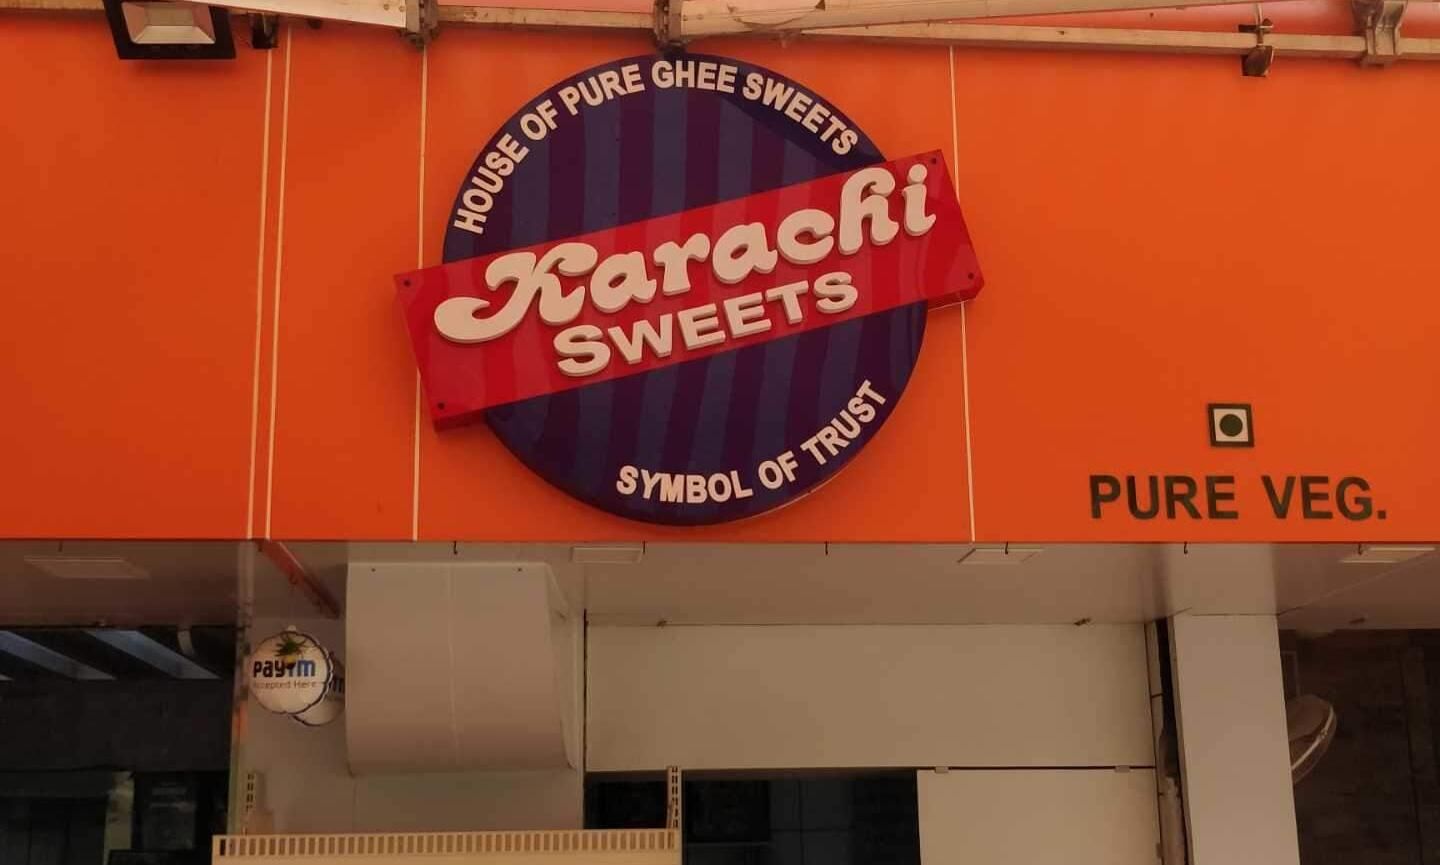 HOUSE OF PURE GHEE SWEETS
Karachi
SWEETS
SYMBOL OF TRUST
PURE VEG.
paytm
Accepted Here